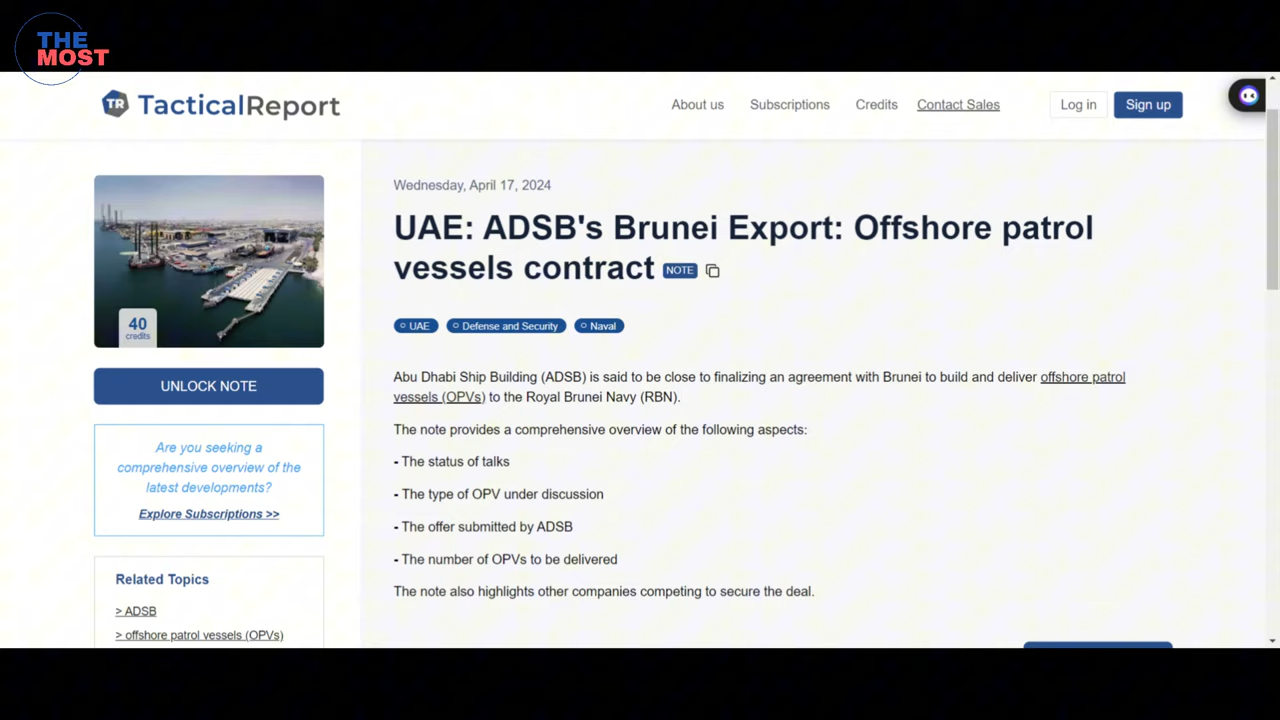 THE
MOST
TR TacticalReport
About us
Subscriptions
Credits
Contact Sales
Log in
Sign up
40
credits
UNLOCK NOTE
Are you seeking a
comprehensive overview of the
latest developments?
Explore Subscriptions >>
Related Topics
> ADSB
> offshore patrol vessels (OPVs)
Wednesday, April 17, 2024
UAE: ADSB's Brunei Export: Offshore patrol
vessels contract NOTE
UAE
Defense and Security
Naval
Abu Dhabi Ship Building (ADSB) is said to be close to finalizing an agreement with Brunei to build and deliver offshore patrol
vessels (OPVs) to the Royal Brunei Navy (RBN).
The note provides a comprehensive overview of the following aspects:
- The status of talks
- The type of OPV under discussion
- The offer submitted by ADSB
- The number of OPVs to be delivered
The note also highlights other companies competing to secure the deal.